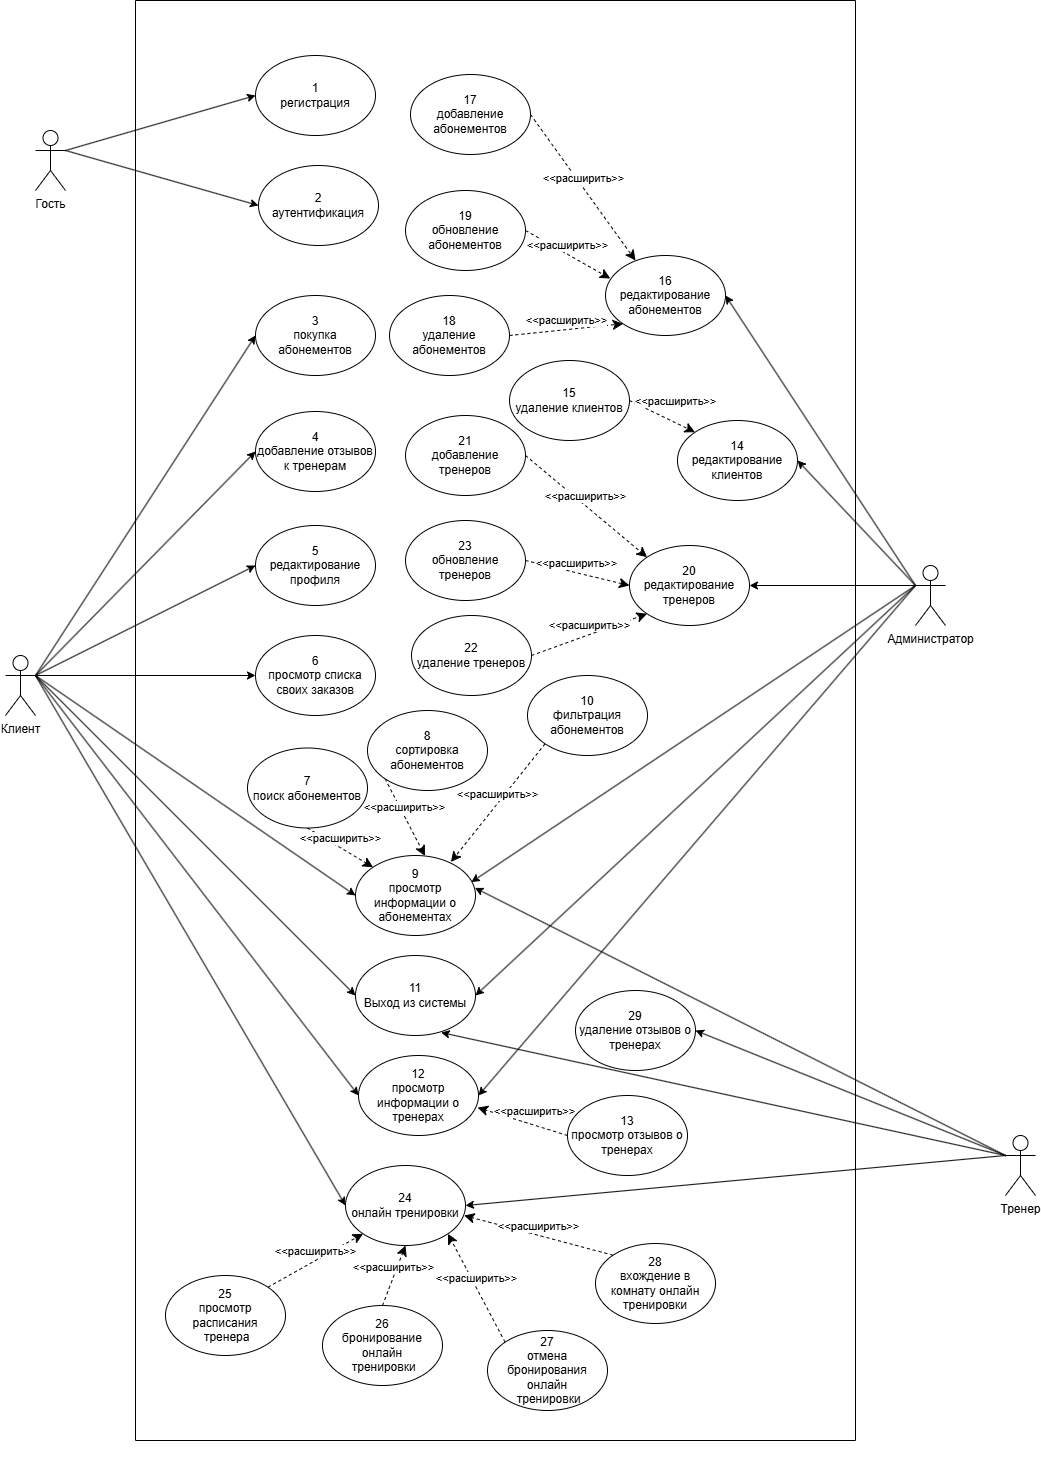 1
регистрация
17
добавление
абонементов
<<расширить>>
Гость
2
аутентификация
19
обновление
абонементов
<<расширить>>
16
редактирование
абонементов
3
покупка
абонементов
18
удаление
абонементов
<<расширить>>
15
удаление клиентов
<<расширить>>
14
редактирование
клиентов
4
добавление отзывов
к тренерам
21
добавление
тренеров
<<расширить>>
5
редактирование
профиля
23
обновление
тренеров
<<расширить>>
20
редактирование
тренеров
Администратор
<<расширить>>
22
удаление тренеров
6
просмотр списка
своих заказов
Клиент
10
фильтрация
абонементов
8
сортировка
абонементов
7
поиск абонементов
<<расширить>>
<<расширить>>
<<расширить>>
9
просмотр
информации о
абонементах
11
Выход из системы
29
удаление отзывов о
тренерах
12
просмотр
информации о
тренерах
<<расширить>>
13
просмотр отзывов о
тренерах
Тренер
24
онлайн тренировки
<<расширить>>
<<расширить>>
<<расширить>>
<<расширить>>
28
вхождение в
комнату онлайн
тренировки
25
просмотр
расписания
тренера
26
бронирование
онлайн
тренировки
27
отмена
бронирования
онлайн
тренировки